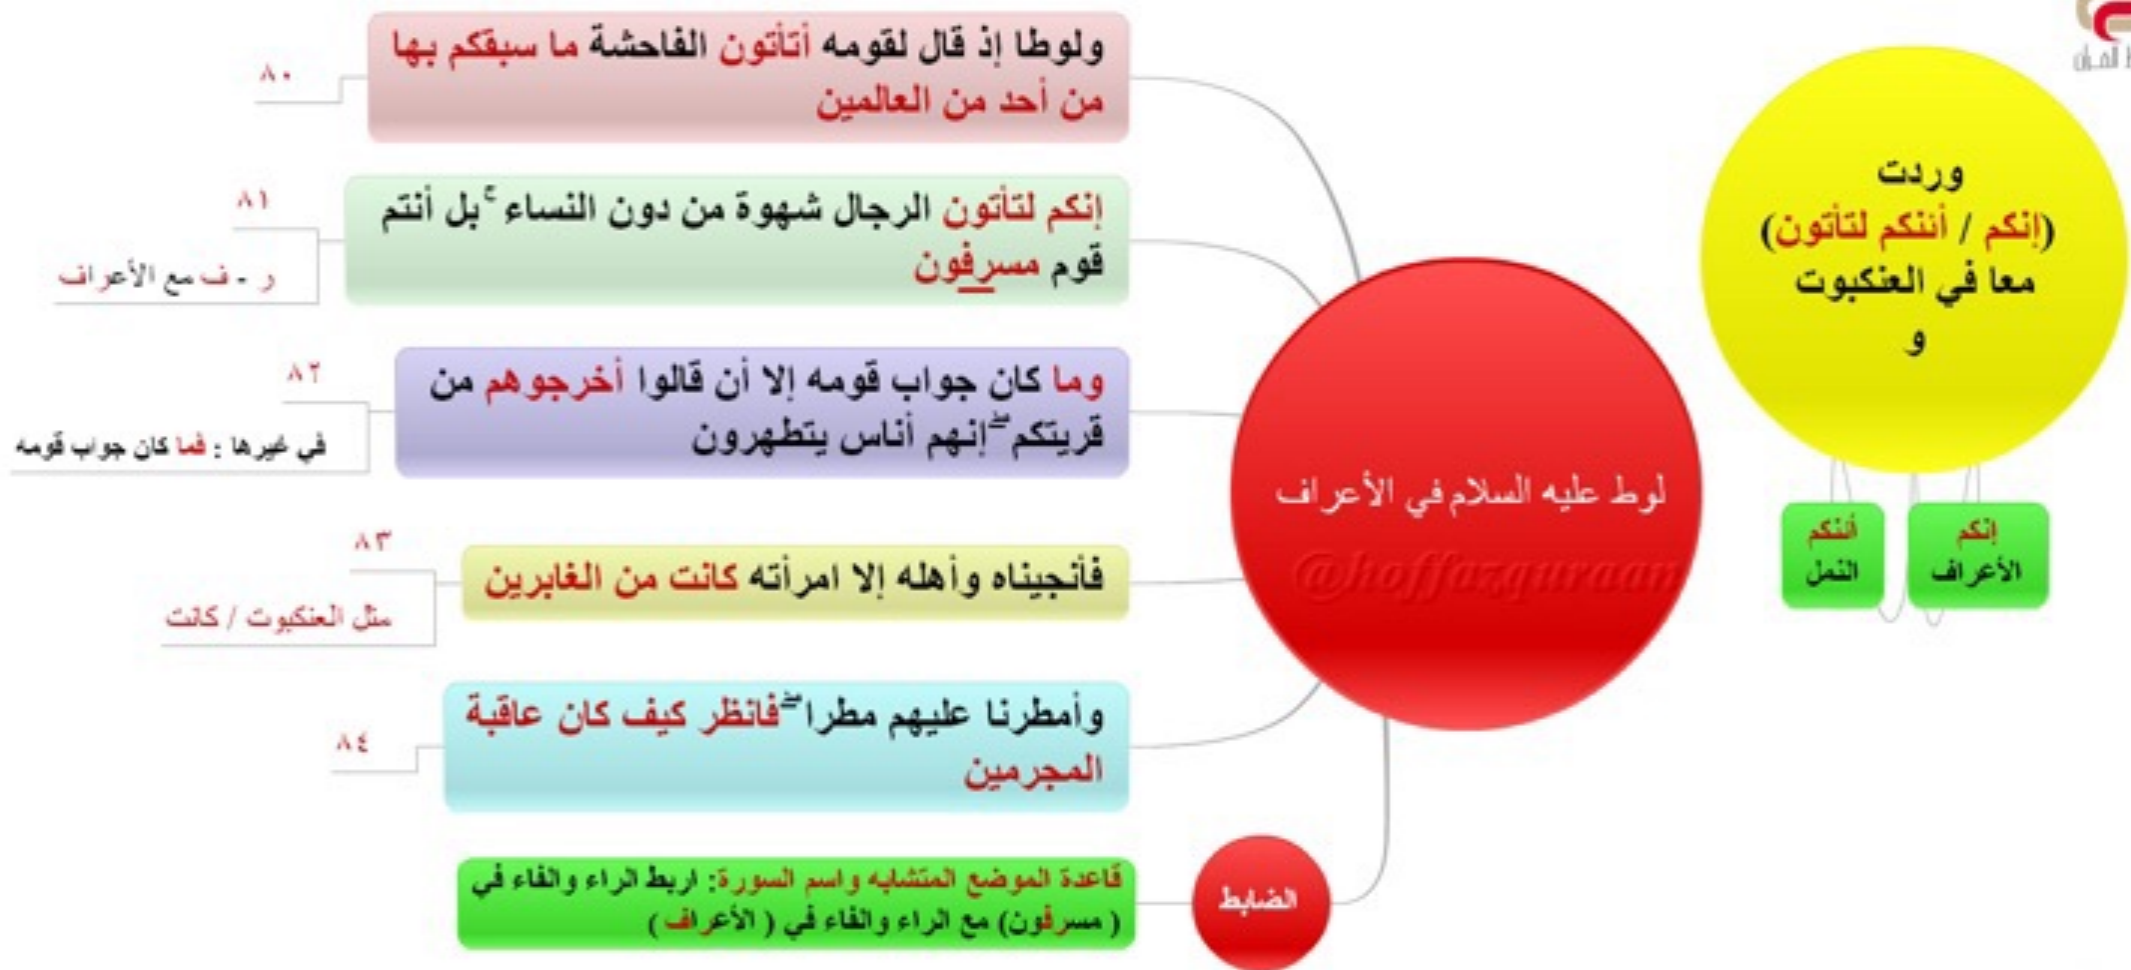 وردت
(إنكم / أئنكم لتأتون)
معا في العنكبوت
و
إنكم
الأعراف
أئنكم
النمل
لوط عليه السلام في الأعراف
@hoffazquraan
ولوطا إذ قال لقومه أتأتون الفاحشة ما سبقكم بها
من أحد من العالمين
٨٠
إنكم لتأتون الرجال شهوة من دون النساء ۚ بل أنتم
قوم مسرفون
٨١
ر - ف مع الأعراف
وما كان جواب قومه إلا أن قالوا أخرجوهم من
قريتكم ۖ إنهم أناس يتطهرون
٨٢
في غيرها : فما كان جواب قومه
فأنجيناه وأهله إلا امرأته كانت من الغابرين
٨٣
مثل العنكبوت / كانت
وأمطرنا عليهم مطرا ۖ فانظر كيف كان عاقبة
المجرمين
٨٤
الضابط
قاعدة الموضع المتشابه واسم السورة: اربط الراء والفاء في
( مسرفون) مع الراء والفاء في ( الأعراف )